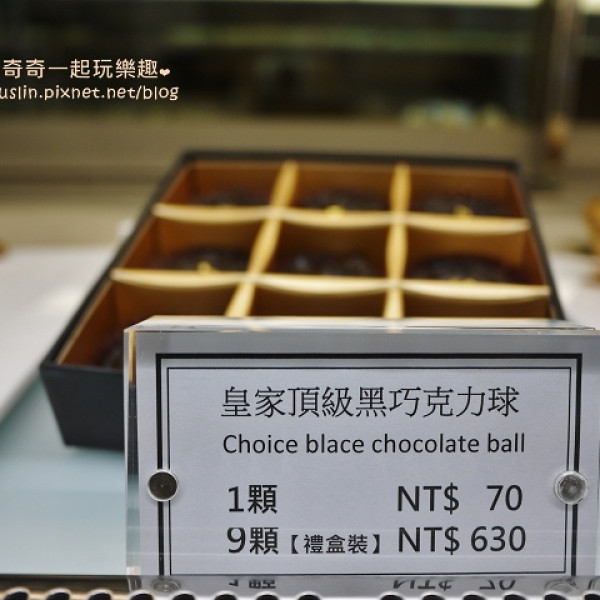 奇奇一起玩樂趣❤
uslin.pixnet.net/blog
皇家頂級黑巧克力球
Choice blace chocolate ball
1顆 NT$ 70
9顆【禮盒裝】 NT$ 630